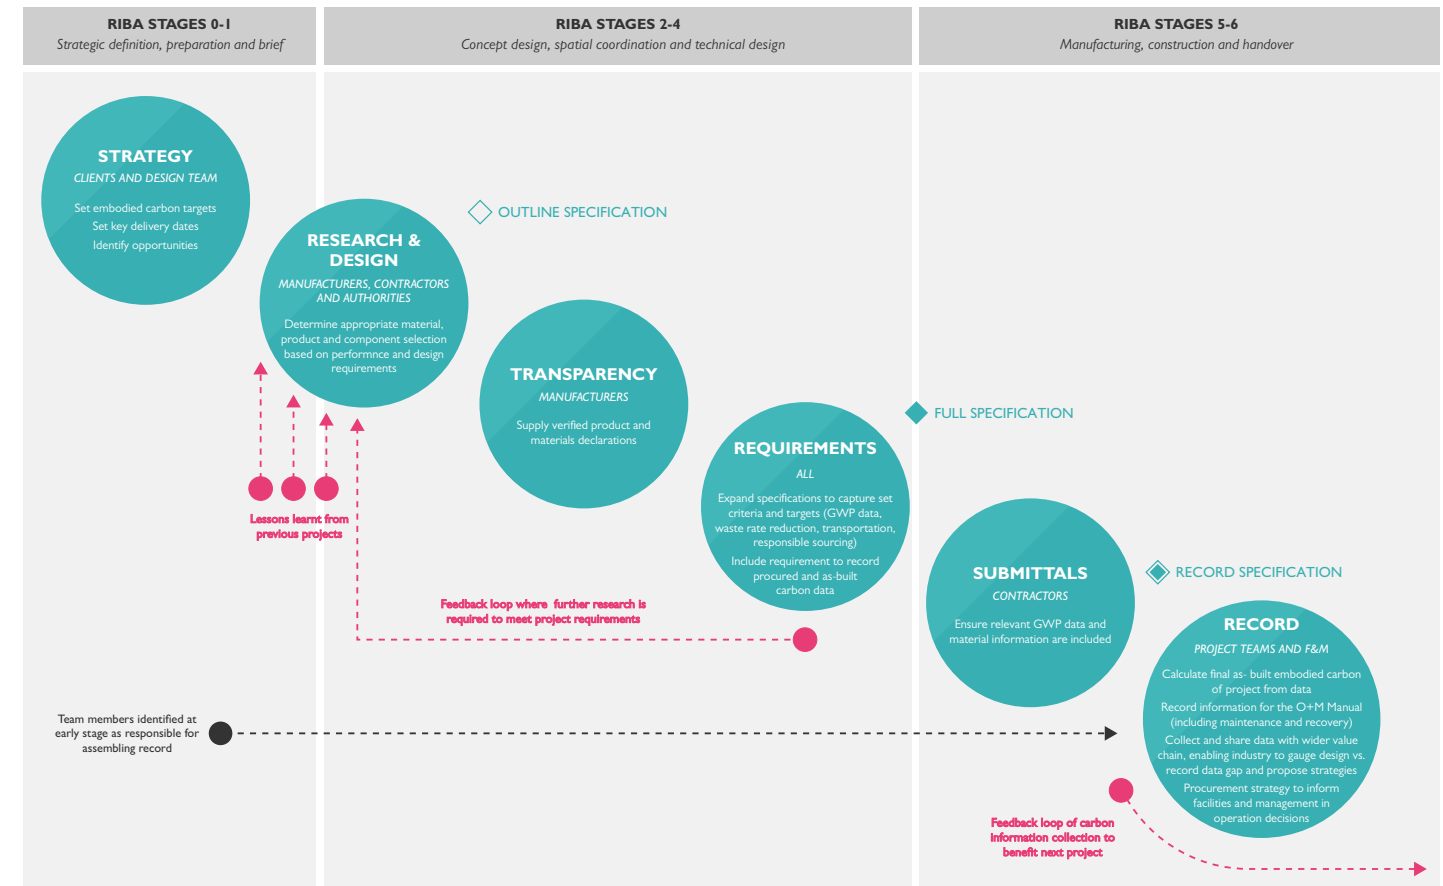 RIBA STAGES 0-1
Strategic definition, preparation and brief
RIBA STAGES 2-4
Concept design, spatial coordination and technical design
RIBA STAGES 5-6
Manufacturing, construction and handover
STRATEGY
CLIENTS AND DESIGN TEAM
Set embodied carbon targets
Set key delivery dates
Identify opportunities
RESEARCH &
DESIGN
MANUFACTURERS, CONTRACTORS
AND AUTHORITIES
Determine appropriate material,
product and component selection
based on performnce and design
requirements
OUTLINE SPECIFICATION
TRANSPARENCY
MANUFACTURERS
Supply verified product and
materials declarations
REQUIREMENTS
ALL
Expand specifications to capture set
criteria and targets (GWP data,
waste rate reduction, transportation,
responsible sourcing)
Include requirement to record
procured and as-built
carbon data
FULL SPECIFICATION
Lessons learnt from
previous projects
Feedback loop where further research is
required to meet project requirements
SUBMITTALS
CONTRACTORS
Ensure relevant GWP data and
material information are included
RECORD SPECIFICATION
RECORD
PROJECT TEAMS AND F&M
Calculate final as- built embodied carbon
of project from data
Record information for the O+M Manual
(including maintenance and recovery)
Collect and share data with wider value
chain, enabling industry to gauge design vs.
record data gap and propose strategies
Procurement strategy to inform
facilities and management in
operation decisions
Team members identified at
early stage as responsible for
assembling record
Feedback loop of carbon
information collection to
benefit next project